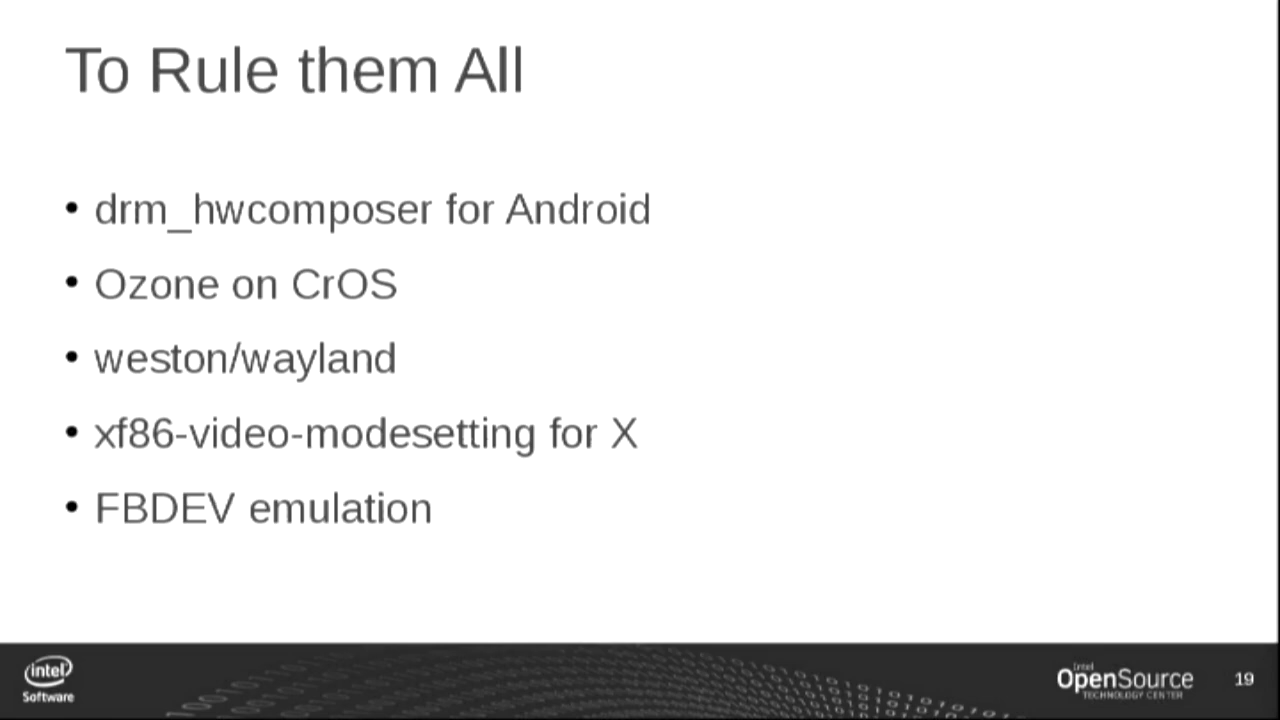 To Rule them All
• drm_hwcomposer for Android
• Ozone on CrOS
• weston/wayland
• xf86-video-modesetting for X
• FBDEV emulation
intel
Software
Intel
OpenSource
TECHNOLOGY CENTER
19